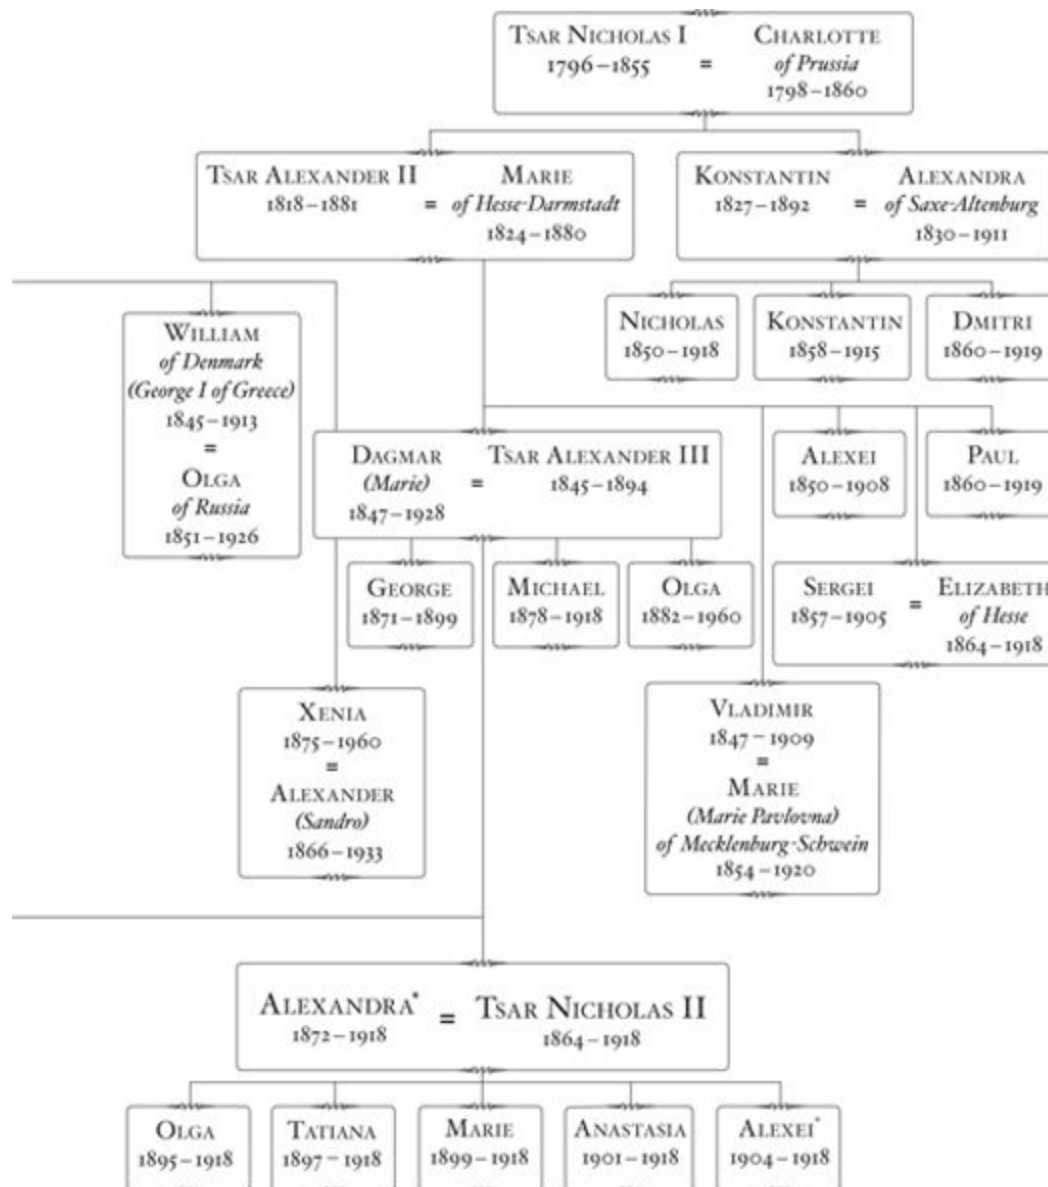 TSAR NICHOLAS I
1796–1855
=
CHARLOTTE
of Prussia
1798–1860
TSAR ALEXANDER II
1818–1881
=
MARIE
of Hesse-Darmstadt
1824–1880
KONSTANTIN
1827–1892
=
ALEXANDRA
of Saxe-Altenburg
1830–1911
NICHOLAS
1850–1918
KONSTANTIN
1858–1915
DMITRI
1860–1919
WILLIAM
of Denmark
(George I of Greece)
1845–1913
=
OLGA
of Russia
1851–1926
DAGMAR
(Marie)
1847–1928
=
TSAR ALEXANDER III
1845–1894
ALEXEI
1850–1908
PAUL
1860–1919
GEORGE
1871–1899
MICHAEL
1878–1918
OLGA
1882–1960
SERGEI
1857–1905
=
ELIZABETH
of Hesse
1864–1918
XENIA
1875–1960
=
ALEXANDER
(Sandro)
1866–1933
VLADIMIR
1847–1909
=
MARIE
(Marie Pavlovna)
of Mecklenburg-Schwein
1854–1920
ALEXANDRA*
1872–1918
=
TSAR NICHOLAS II
1864–1918
OLGA
1895–1918
TATIANA
1897–1918
MARIE
1899–1918
ANASTASIA
1901–1918
ALEXEI*
1904–1918